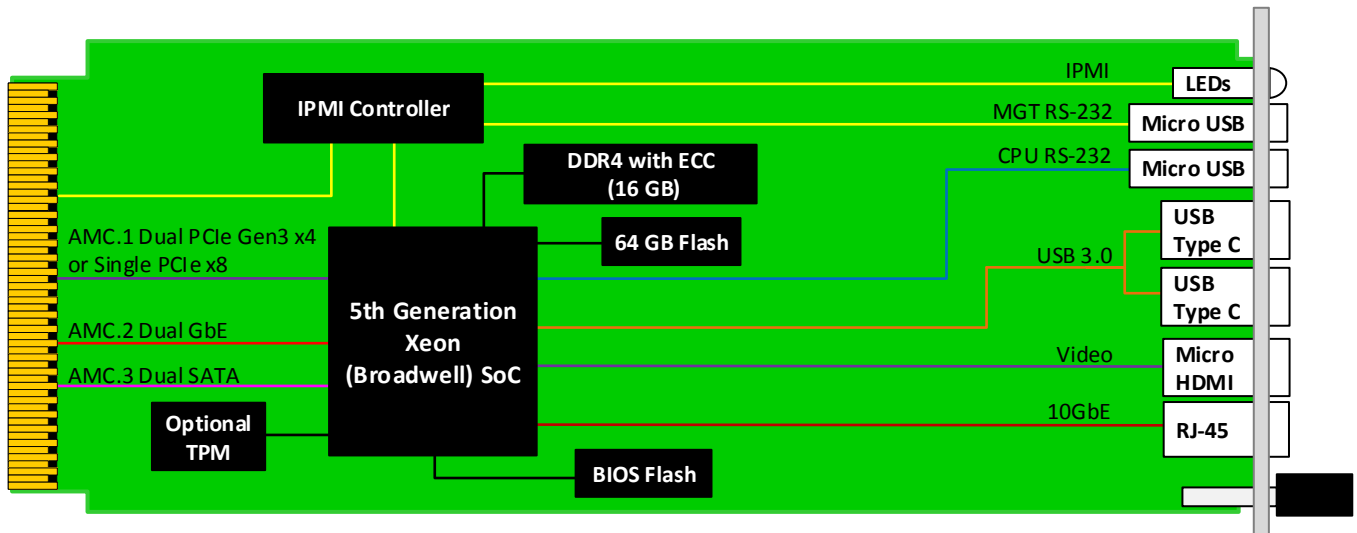 IPMI
LEDs
IPMI Controller
MGT RS-232
Micro USB
CPU RS-232
Micro USB
DDR4 with ECC
(16 GB)
64 GB Flash
AMC.1 Dual PCIe Gen3 x4
or Single PCIe x8
USB
Type C
USB 3.0
USB
Type C
5th Generation
Xeon
(Broadwell) SoC
AMC.2 Dual GbE
AMC.3 Dual SATA
Video
Micro
HDMI
10GbE
RJ-45
Optional
TPM
BIOS Flash